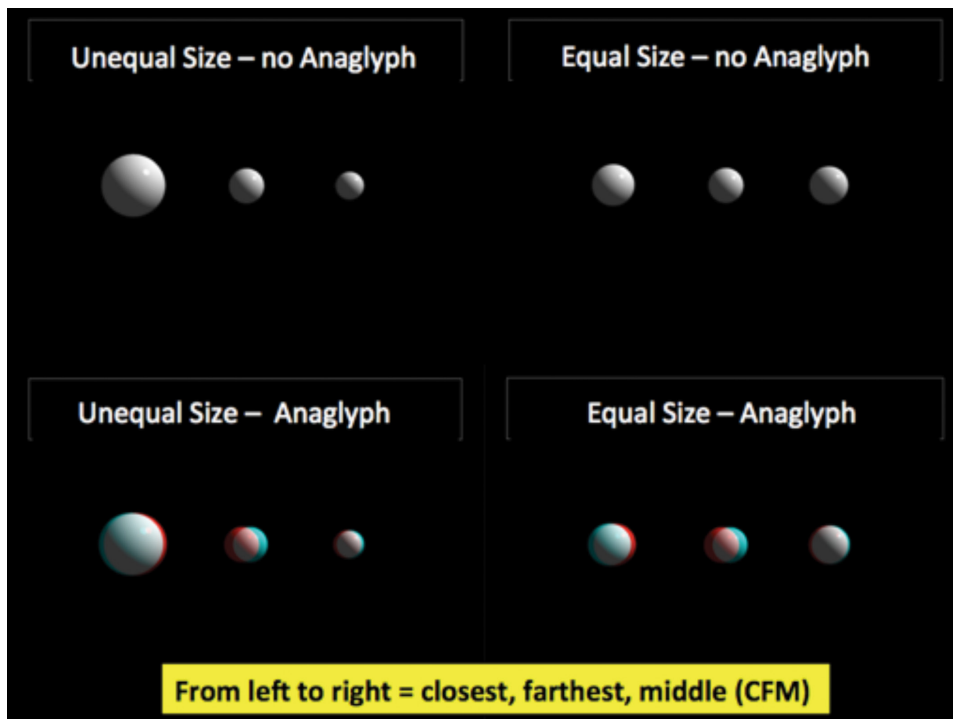 Unequal Size – no Anaglyph
Equal Size – no Anaglyph
Unequal Size –  Anaglyph
Equal Size – Anaglyph
From left to right = closest, farthest, middle (CFM)